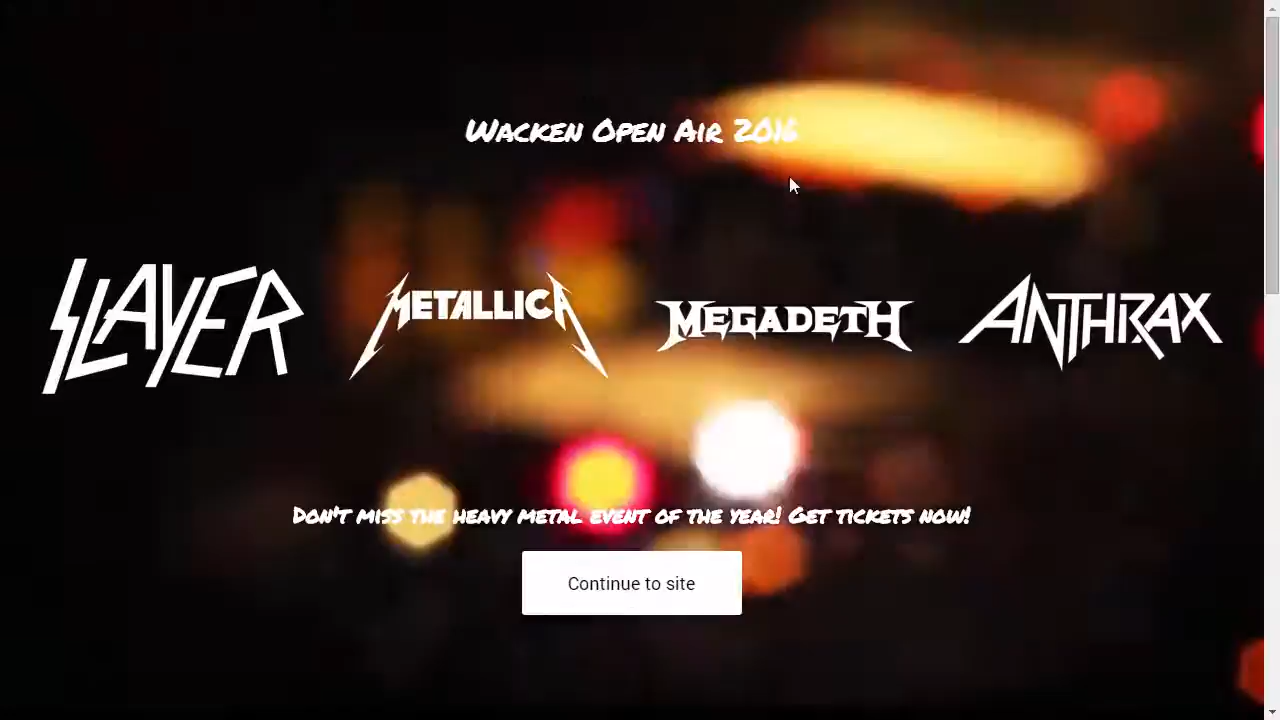 Wacken Open Air 2016
SLAYER METALLICA MEGADETH ANTHRAX
Don't miss the heavy metal event of the year! Get tickets now!
Continue to site